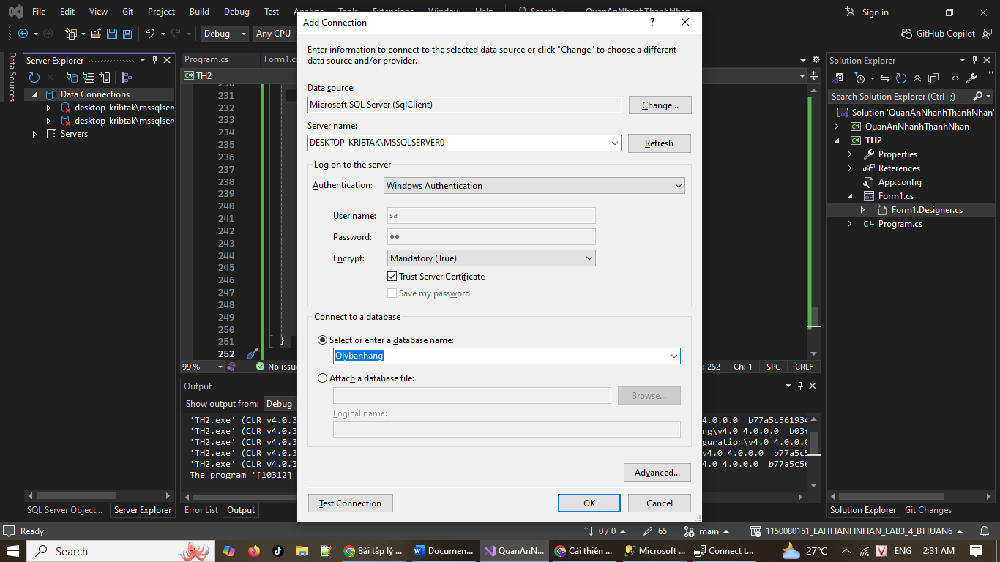 File Edit View Git Project Build Debug Test Analyze Tools Extensions Window Help Search QuanAnNhanhThanhNhan Sign in
Debug Any CPU GitHub Copilot
Data Sources
Server Explorer
Data Connections
desktop-kribtak\mssqlserv
desktop-kribtak\mssqlserv
Servers
SQL Server Object... Server Explorer
Program.cs Form1.cs
TH2
231
232
233
234
235
236
237
238
239
240
241
242
243
244
245
246
247
248
249
250
251 }
252
99 % No issu : 252 Ch: 1 SPC CRLF
Add Connection ?
Enter information to connect to the selected data source or click "Change" to choose a different
data source and/or provider.
Data source:
Microsoft SQL Server (SqlClient) Change...
Server name:
DESKTOP-KRIBTAK\MSSQLSERVER01 Refresh
Log on to the server
Authentication: Windows Authentication
User name: sa
Password: ●●
Encrypt: Mandatory (True)
Trust Server Certificate
Save my password
Connect to a database
Select or enter a database name:
Qlybanhang
Attach a database file:
Browse...
Logical name:
Advanced...
Test Connection OK Cancel
Output
Show output from: Debug
'TH2.exe' (CLR v4.0.3 4.0.0.0__b77a5c561934
'TH2.exe' (CLR v4.0.3 ng\v4.0_4.0.0.0__b03f
'TH2.exe' (CLR v4.0.3 guration\v4.0_4.0.0.0
'TH2.exe' (CLR v4.0.3 v4.0_4.0.0.0__b77a5c5
'TH2.exe' (CLR v4.0.3 4.0_4.0.0.0__b77a5c56
The program '[10312]
Error List Output
Solution Explorer
Search Solution Explorer (Ctrl+;)
Solution 'QuanAnNhanhThanhNhan'
QuanAnNhanhThanhNhan
TH2
Properties
References
App.config
Form1.cs
Form1.Designer.cs
Program.cs
Solution Explorer Git Changes
Ready 0 / 0 65 main 1150080151_LAITHANHNHAN_LAB3_4_BTTUAN6
Search Bài tập lý ... Documen... QuanAnN... Cải thiện ... Microsoft ... Connect t... 27°C V ENG 2:31 AM